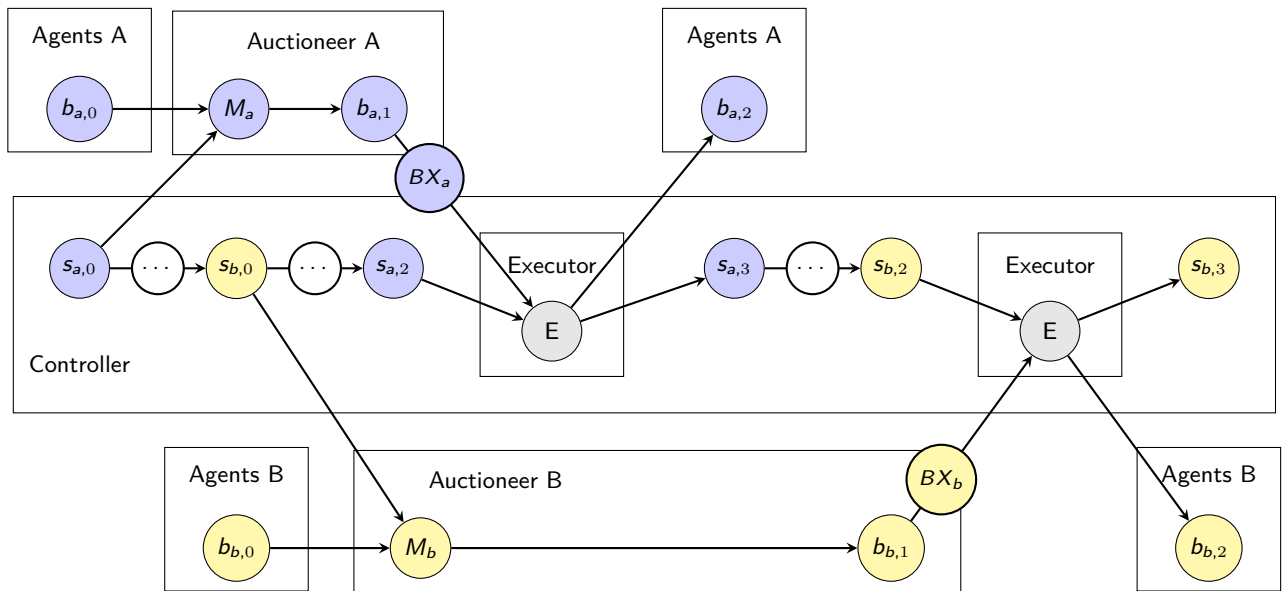 Agents A
Auctioneer A
Agents A
b_{a,0}
M_a
b_{a,1}
b_{a,2}
BX_a
s_{a,0}
...
s_{b,0}
...
s_{a,2}
Executor
s_{a,3}
...
s_{b,2}
Executor
s_{b,3}
E
E
Controller
Agents B
Auctioneer B
BX_b
Agents B
b_{b,0}
M_b
b_{b,1}
b_{b,2}